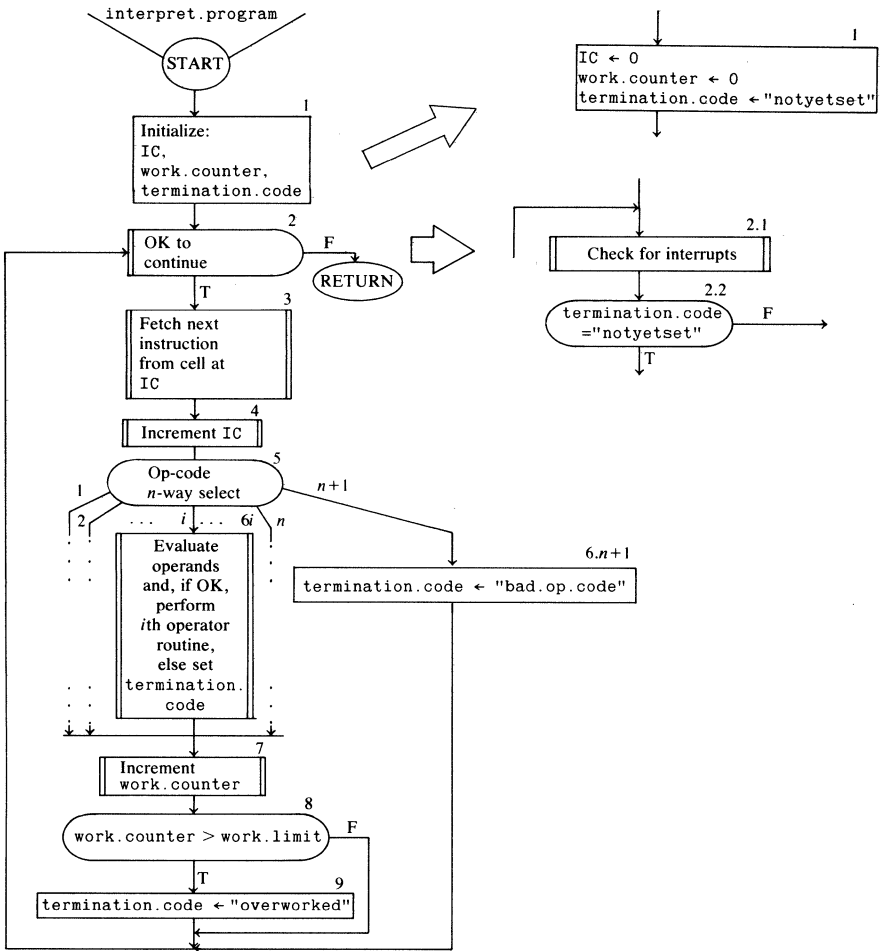 interpret.program
START
1
Initialize:
IC,
work.counter,
termination.code
2
OK to
continue
F
RETURN
T
3
Fetch next
instruction
from cell at
IC
4
Increment IC
5
Op-code
n-way select
1
2
. . . i . . . 6i n
n+1
Evaluate
operands
and, if OK,
perform
ith operator
routine,
else set
termination.
code
6.n+1
termination.code ← "bad.op.code"
7
Increment
work.counter
8
work.counter > work.limit
F
T
9
termination.code ← "overworked"
1
IC ← 0
work.counter ← 0
termination.code ← "notyetset"
2.1
Check for interrupts
2.2
termination.code
="notyetset"
F
T